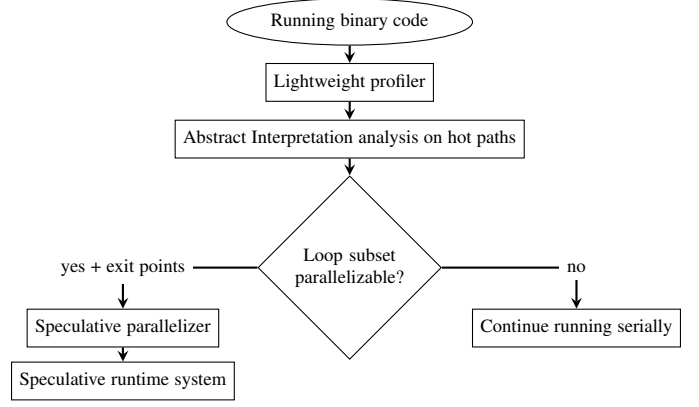 Running binary code
Lightweight profiler
Abstract Interpretation analysis on hot paths
Loop subset
parallelizable?
yes + exit points
no
Speculative parallelizer
Continue running serially
Speculative runtime system